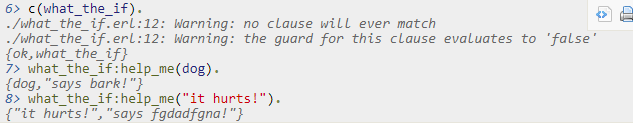 6> c(what_the_if).
./what_the_if.erl:12: Warning: no clause will ever match
./what_the_if.erl:12: Warning: the guard for this clause evaluates to 'false'
{ok,what_the_if}
7> what_the_if:help_me(dog).
{dog,"says bark!"}
8> what_the_if:help_me("it hurts!").
{"it hurts!","says fgdadfgna!"}